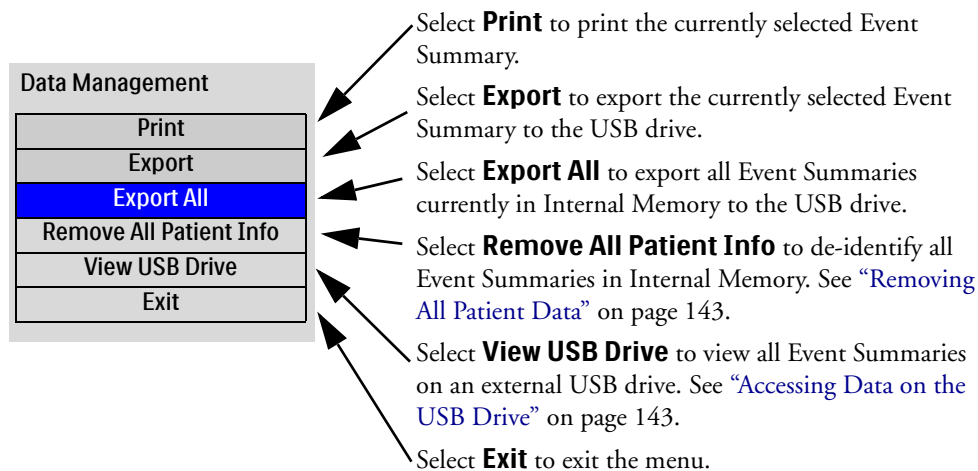 Data Management
Print
Export
Export All
Remove All Patient Info
View USB Drive
Exit
Select Print to print the currently selected Event
Summary.
Select Export to export the currently selected Event
Summary to the USB drive.
Select Export All to export all Event Summaries
currently in Internal Memory to the USB drive.
Select Remove All Patient Info to de-identify all
Event Summaries in Internal Memory. See “Removing
All Patient Data” on page 143.
Select View USB Drive to view all Event Summaries
on an external USB drive. See “Accessing Data on the
USB Drive” on page 143.
Select Exit to exit the menu.